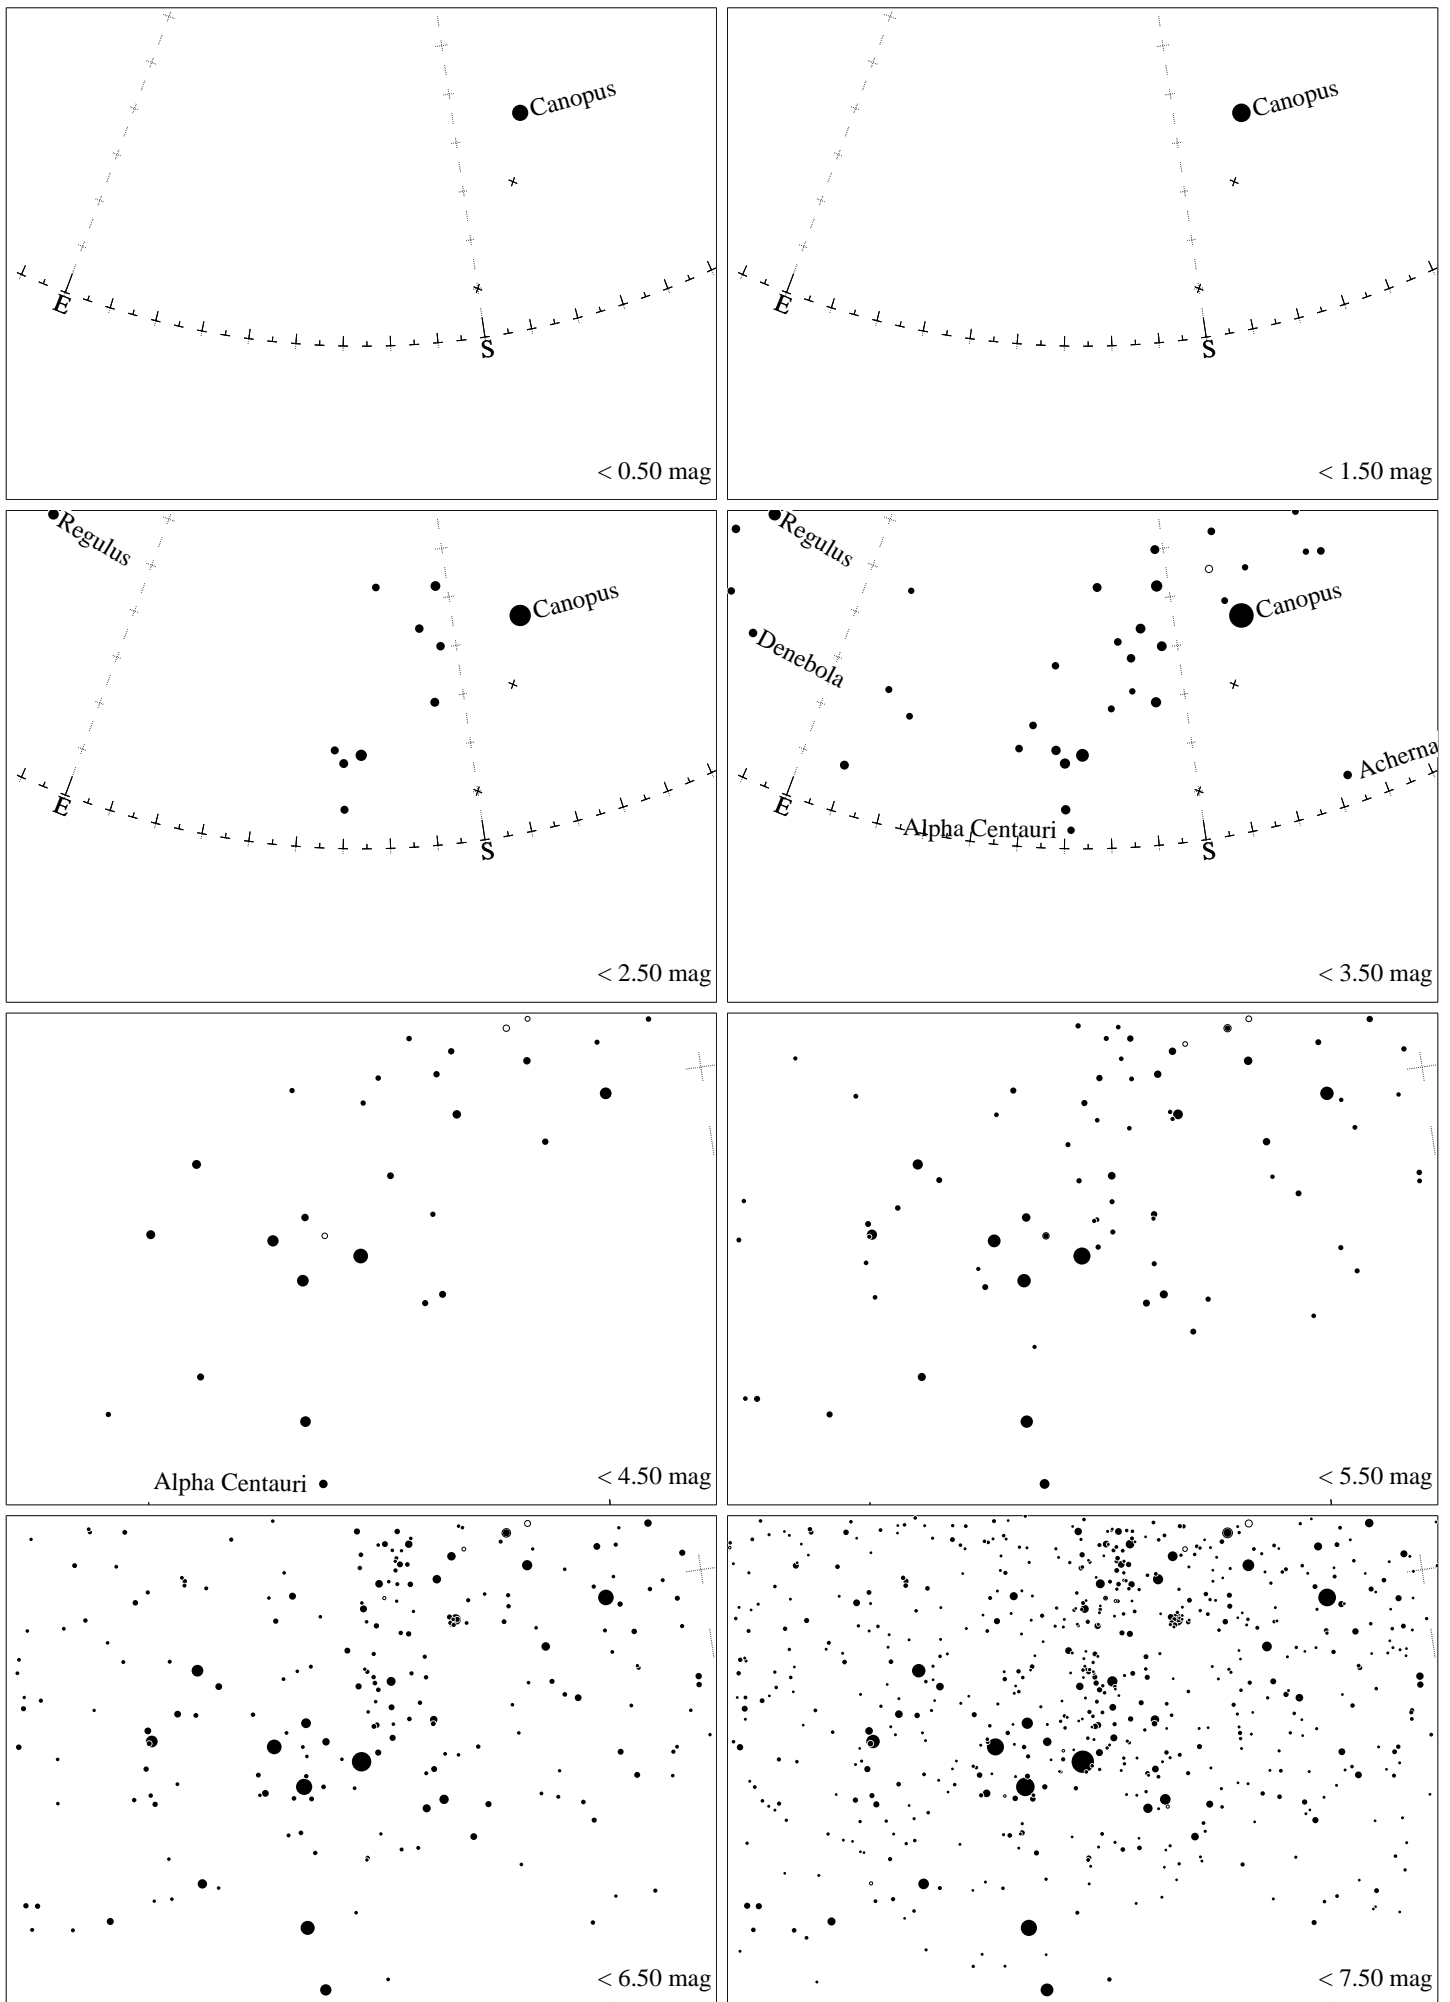 Canopus
E
S
< 0.50 mag
Canopus
E
S
< 1.50 mag
Regulus
Canopus
E
S
< 2.50 mag
Regulus
Canopus
Denebola
Acherna
E
Alpha Centauri
S
< 3.50 mag
Alpha Centauri
< 4.50 mag
< 5.50 mag
< 6.50 mag
< 7.50 mag